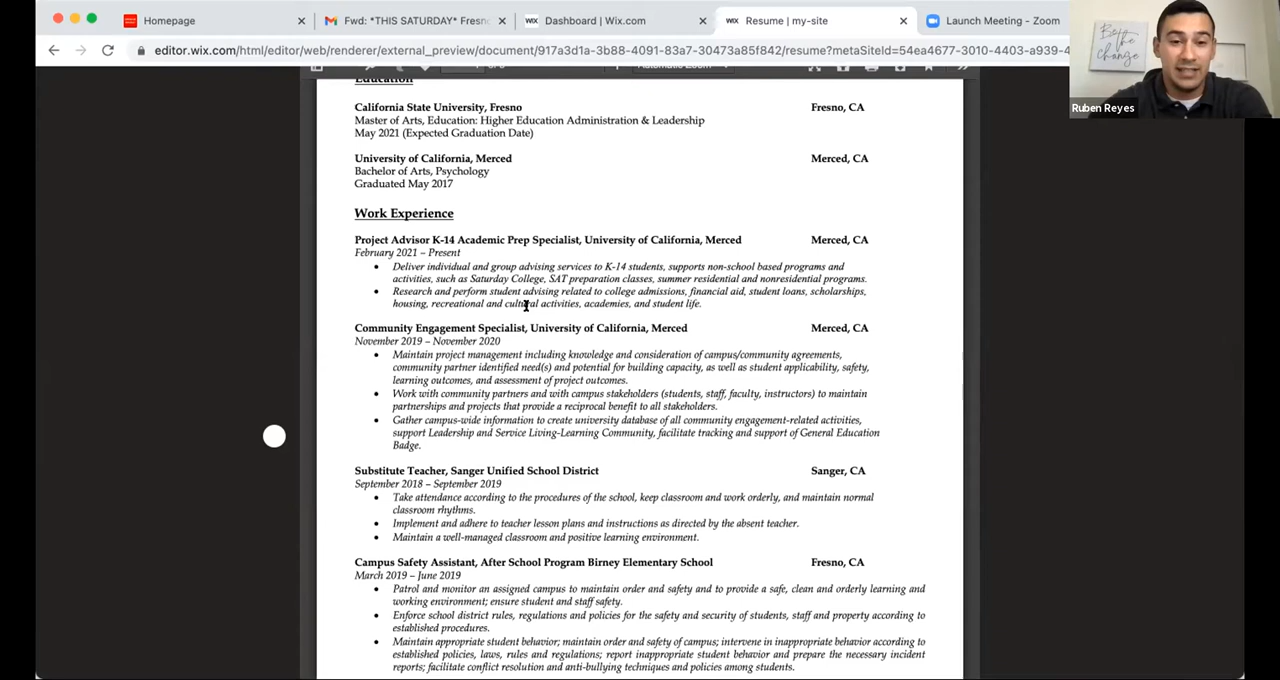 Homepage
Fwd: *THIS SATURDAY* Fresno
Dashboard | Wix.com
Resume | my-site
Launch Meeting - Zoom
editor.wix.com/html/editor/web/renderer/external_preview/document/917a3d1a-3b88-4091-83a7-30473a85f842/resume?metaSiteId=54ea4677-3010-4403-a939-4
Be the change
Ruben Reyes
Automatic Zoom
Education
California State University, Fresno Fresno, CA
Master of Arts, Education: Higher Education Administration & Leadership
May 2021 (Expected Graduation Date)
University of California, Merced Merced, CA
Bachelor of Arts, Psychology
Graduated May 2017
Work Experience
Project Advisor K-14 Academic Prep Specialist, University of California, Merced Merced, CA
February 2021 – Present
• Deliver individual and group advising services to K-14 students, supports non-school based programs and
activities, such as Saturday College, SAT preparation classes, summer residential and nonresidential programs.
• Research and perform student advising related to college admissions, financial aid, student loans, scholarships,
housing, recreational and cultural activities, academies, and student life.
Community Engagement Specialist, University of California, Merced Merced, CA
November 2019 – November 2020
• Maintain project management including knowledge and consideration of campus/community agreements,
community partner identified need(s) and potential for building capacity, as well as student applicability, safety,
learning outcomes, and assessment of project outcomes.
• Work with community partners and with campus stakeholders (students, staff, faculty, instructors) to maintain
partnerships and projects that provide a reciprocal benefit to all stakeholders.
• Gather campus-wide information to create university database of all community engagement-related activities,
support Leadership and Service Living-Learning Community, facilitate tracking and support of General Education
Badge.
Substitute Teacher, Sanger Unified School District Sanger, CA
September 2018 – September 2019
• Take attendance according to the procedures of the school, keep classroom and work orderly, and maintain normal
classroom rhythms.
• Implement and adhere to teacher lesson plans and instructions as directed by the absent teacher.
• Maintain a well-managed classroom and positive learning environment.
Campus Safety Assistant, After School Program Birney Elementary School Fresno, CA
March 2019 – June 2019
• Patrol and monitor an assigned campus to maintain order and safety and to provide a safe, clean and orderly learning and
working environment; ensure student and staff safety.
• Enforce school district rules, regulations and policies for the safety and security of students, staff and property according to
established procedures.
• Maintain appropriate student behavior; maintain order and safety of campus; intervene in inappropriate behavior according to
established policies, laws, rules and regulations; report inappropriate student behavior and prepare the necessary incident
reports; facilitate conflict resolution and anti-bullying techniques and policies among students.